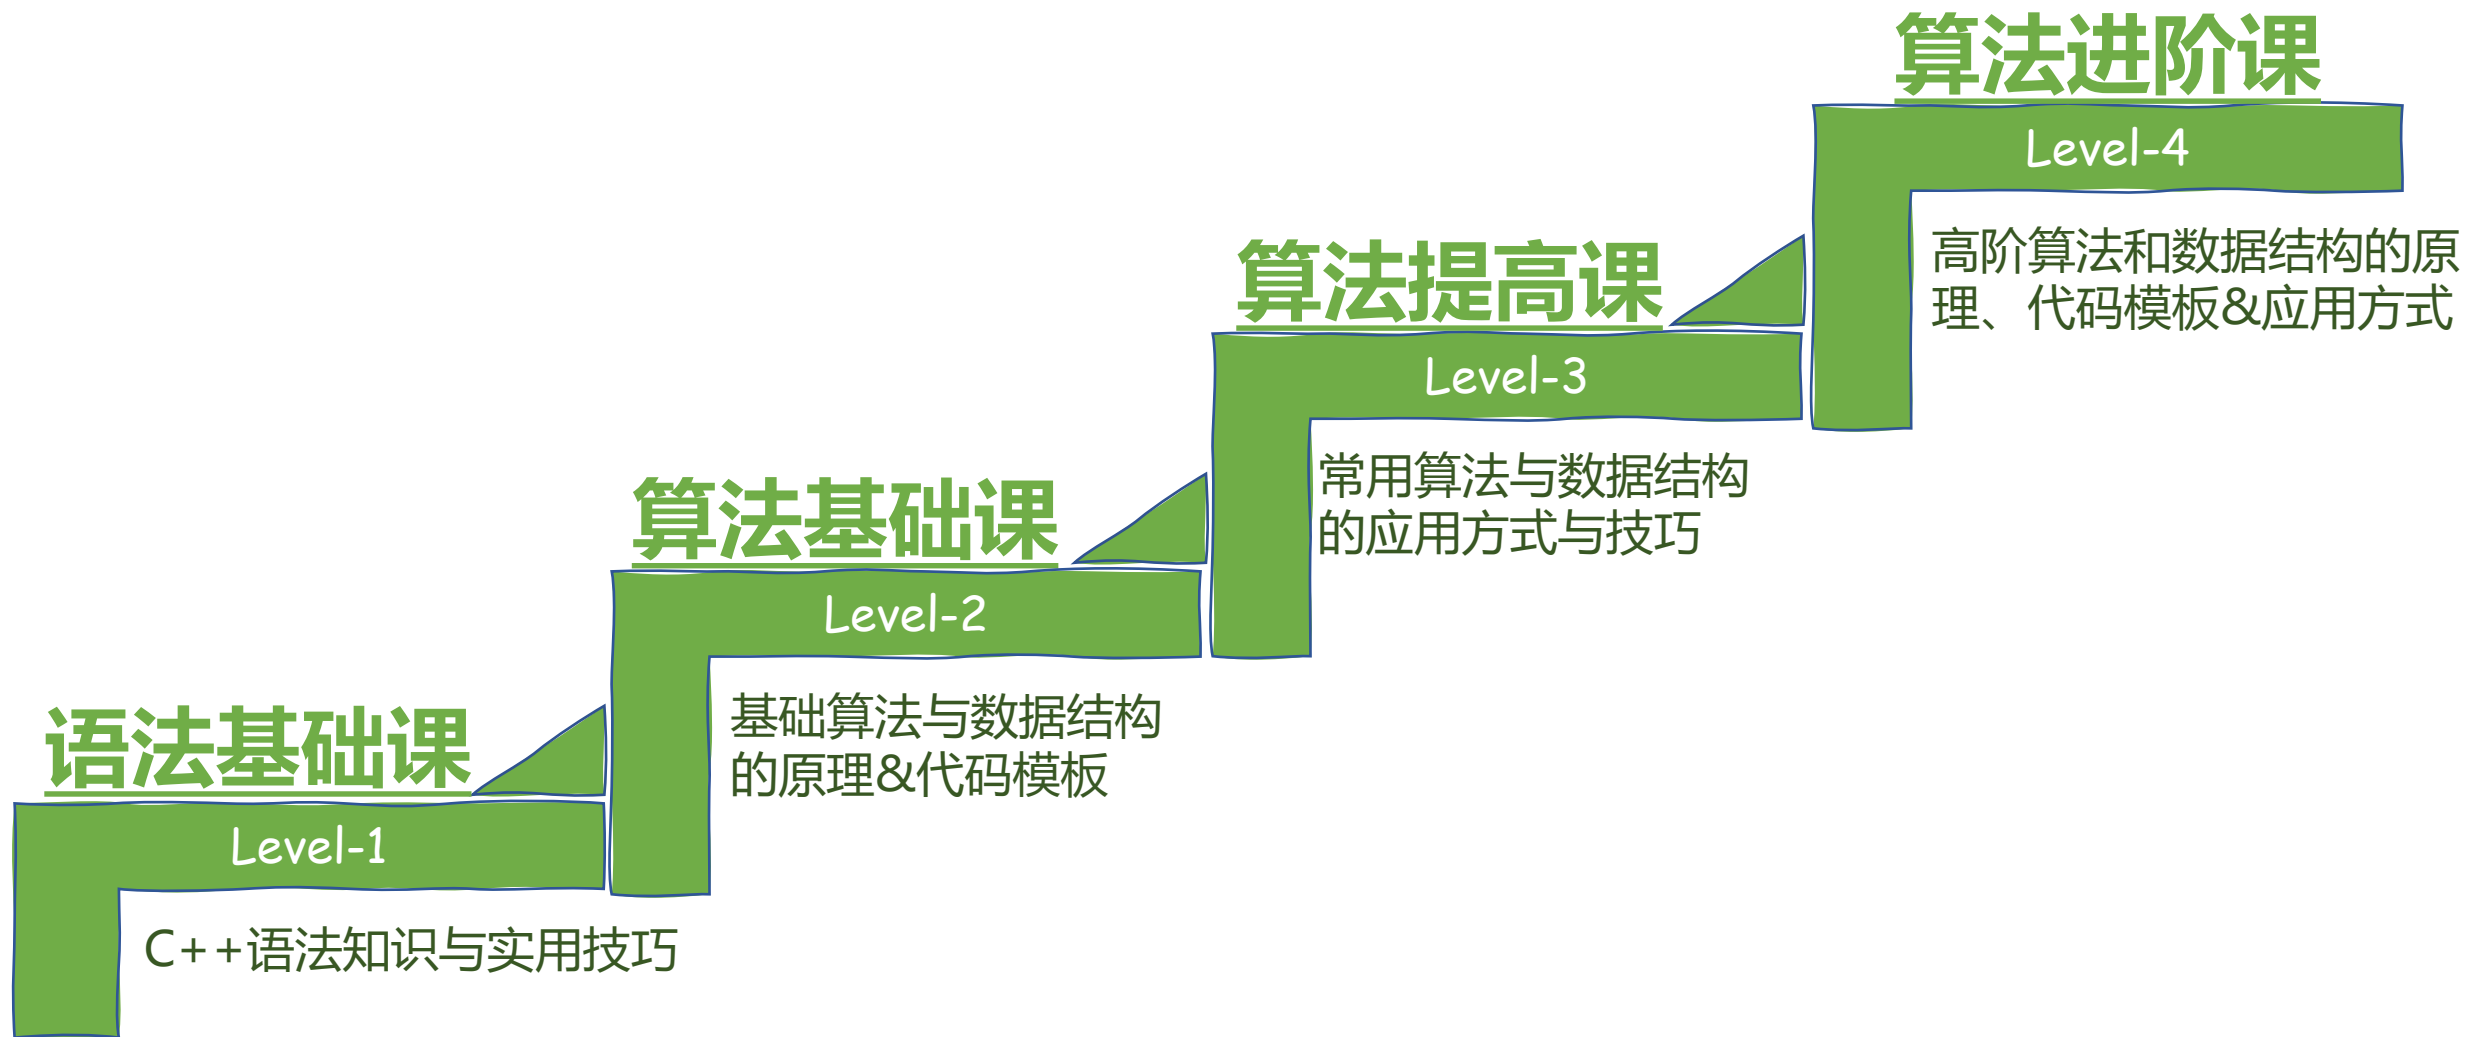 算法进阶课
Level-4
高阶算法和数据结构的原
理、代码模板&应用方式
算法提高课
Level-3
常用算法与数据结构
的应用方式与技巧
算法基础课
Level-2
基础算法与数据结构
的原理&代码模板
语法基础课
Level-1
C++语法知识与实用技巧